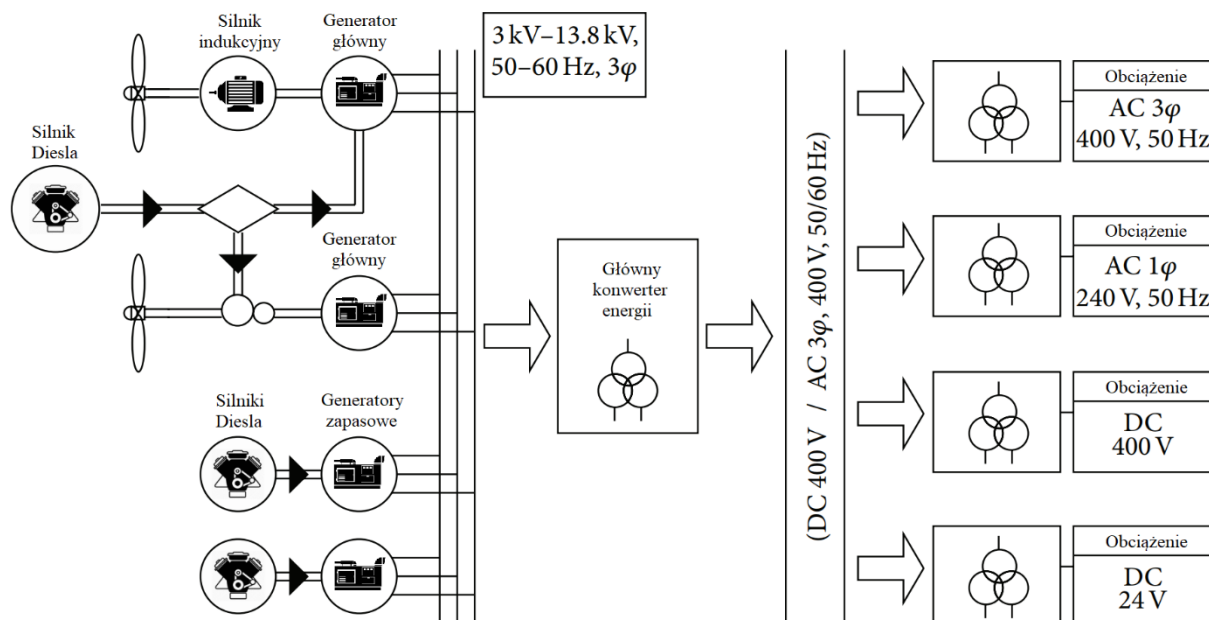 Silnik
indukcyjny
Generator
główny
3 kV–13.8 kV,
50–60 Hz, 3φ
Silnik
Diesla
Generator
główny
Silniki
Diesla
Generatory
zapasowe
Główny
konwerter
energii
(DC 400 V / AC 3φ, 400 V, 50/60 Hz)
Obciążenie
AC 3φ
400 V, 50 Hz
Obciążenie
AC 1φ
240 V, 50 Hz
Obciążenie
DC
400 V
Obciążenie
DC
24 V